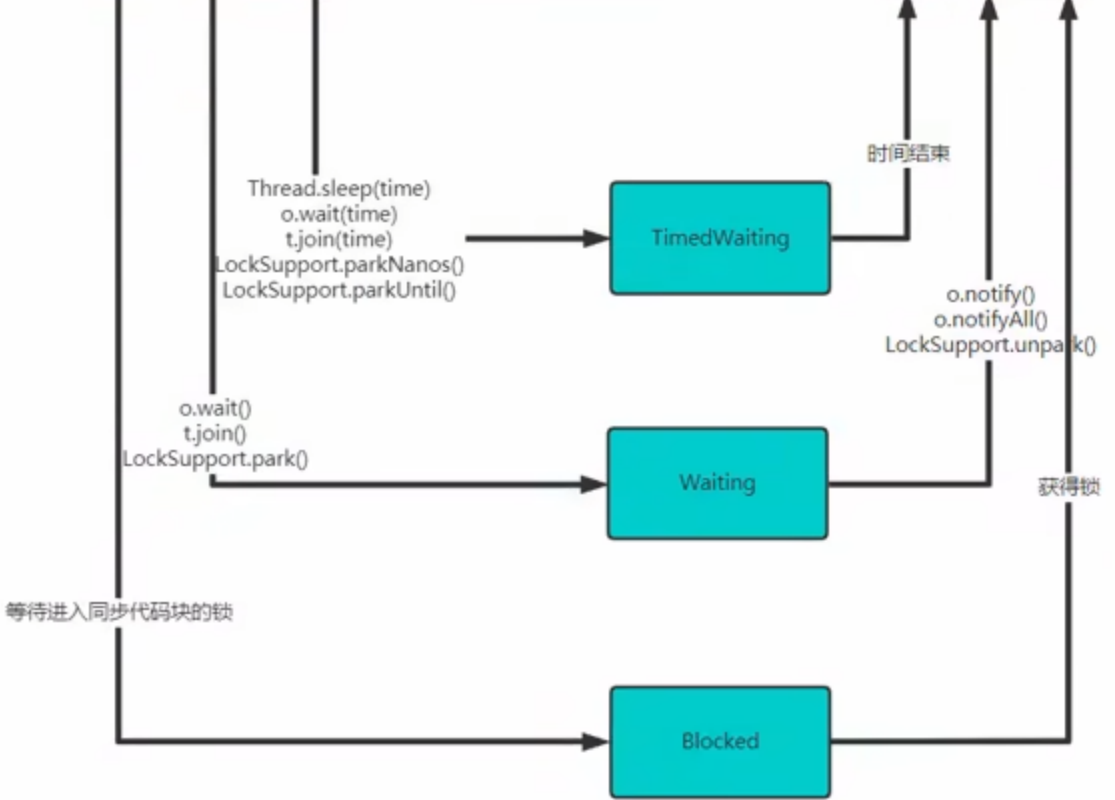 时间结束
Thread.sleep(time)
o.wait(time)
t.join(time)
LockSupport.parkNanos()
LockSupport.parkUntil()
TimedWaiting
o.notify()
o.notifyAll()
LockSupport.unpark()
o.wait()
t.join()
LockSupport.park()
Waiting
获得锁
等待进入同步代码块的锁
Blocked